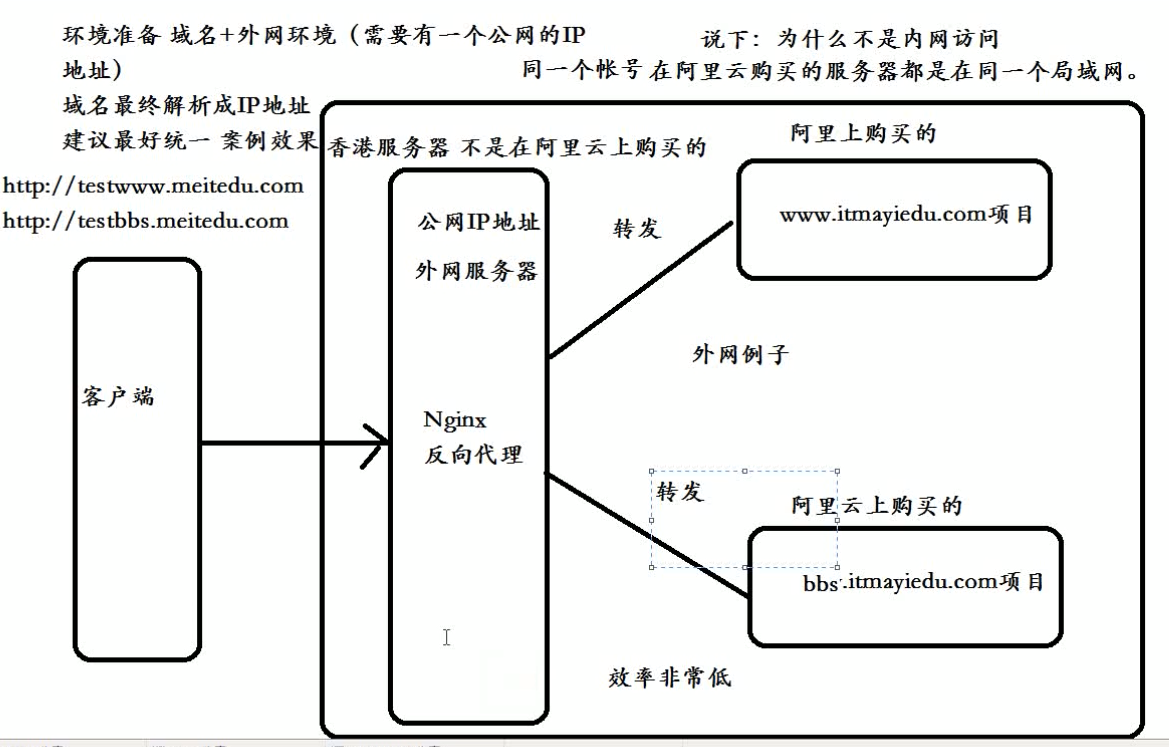 环境准备 域名+外网环境（需要有一个公网的IP
地址）
域名最终解析成IP地址
建议最好统一 案例效果
http://testwww.meitedu.com
http://testbbs.meitedu.com
说下：为什么不是内网访问
同一个帐号 在阿里云购买的服务器都是在同一个局域网。
香港服务器 不是在阿里云上购买的
阿里上购买的
公网IP地址
外网服务器
转发
www.itmayiedu.com项目
外网例子
客户端
Nginx
反向代理
转发
阿里云上购买的
bbs.itmayiedu.com项目
效率非常低